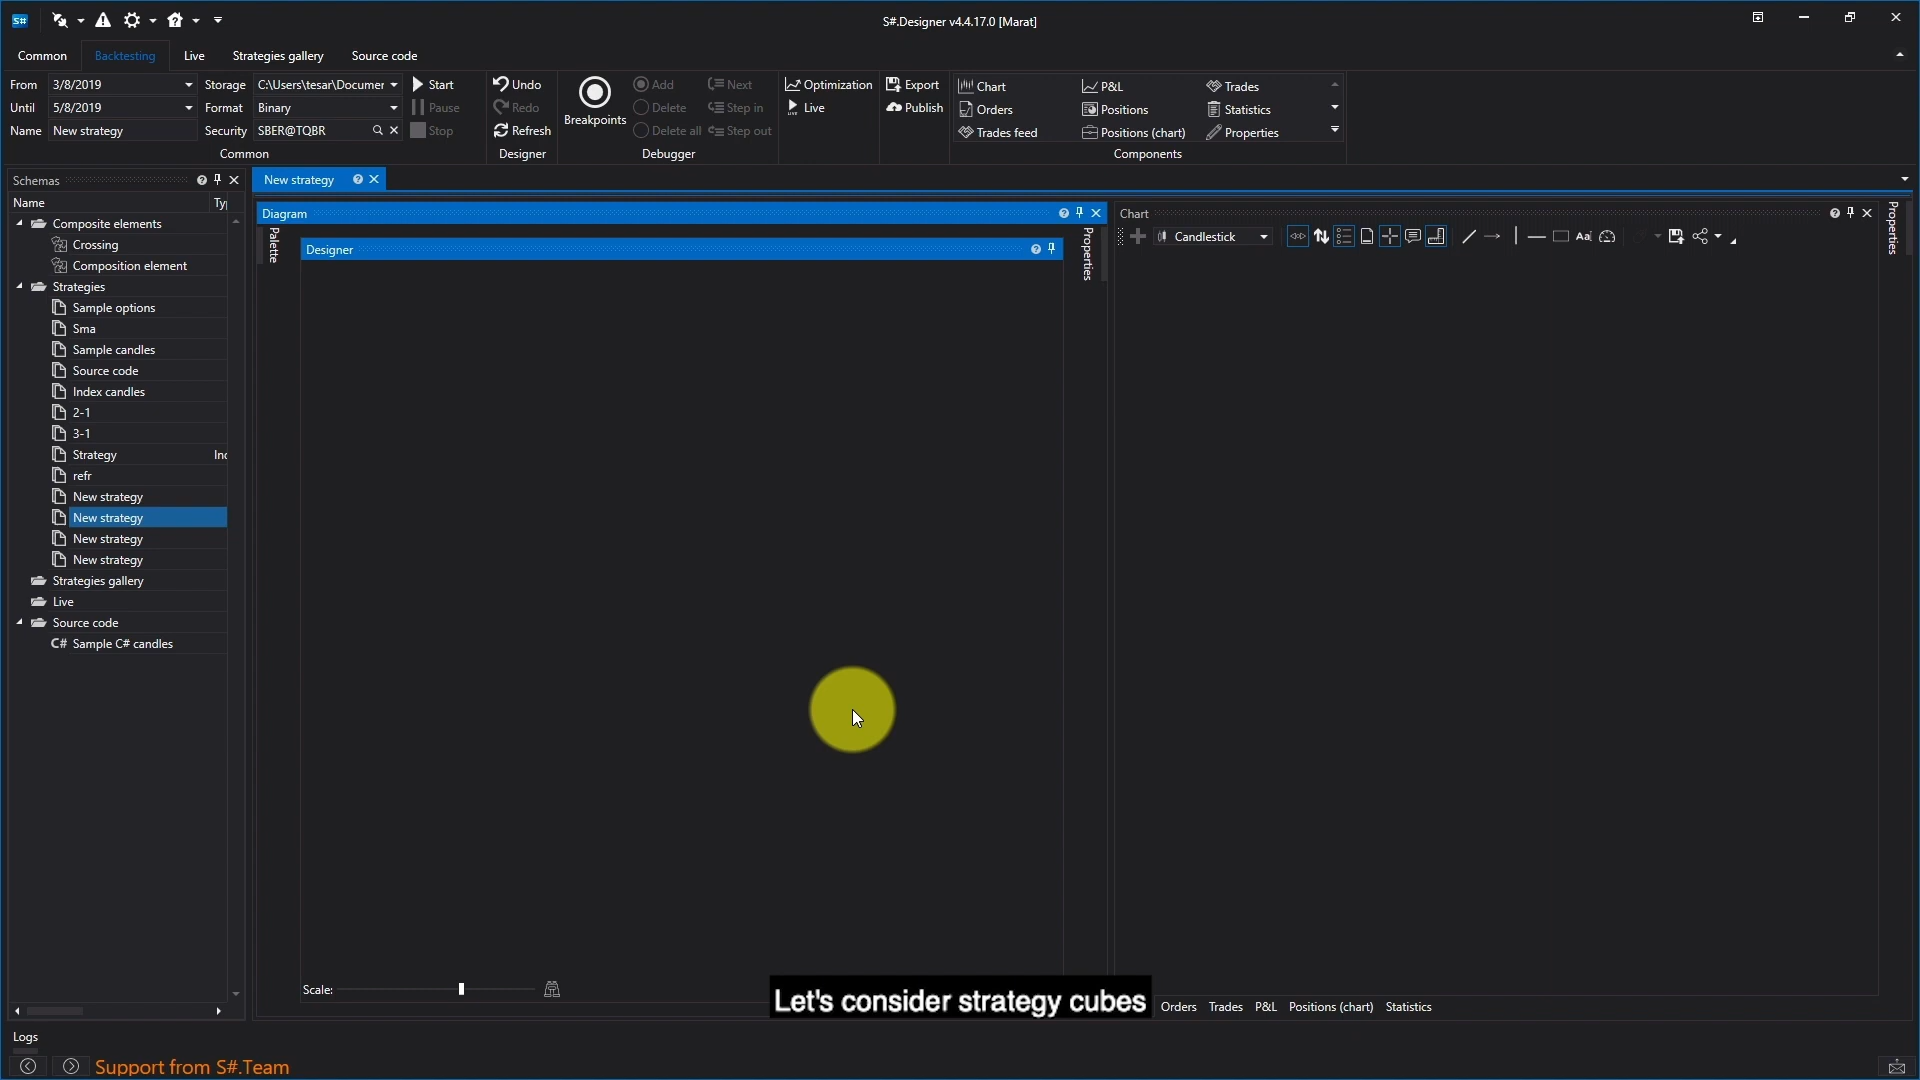 S#
S#.Designer v4.4.17.0 [Marat]
Common Backtesting Live Strategies gallery Source code
From 3/8/2019 Storage C:\Users\tesar\Documer Start Undo Add Next Optimization Export Chart P&L Trades
Until 5/8/2019 Format Binary Pause Redo Breakpoints Delete Step in Live Publish Orders Positions Statistics
Name New strategy Security SBER@TQBR Stop Refresh Delete all Step out Trades feed Positions (chart) Properties
Common Designer Debugger Components
Schemas New strategy
Name Typ
Diagram Chart
Palette
Designer
Properties
Candlestick
Aa
Properties
Composite elements
Crossing
Composition element
Strategies
Sample options
Sma
Sample candles
Source code
Index candles
2-1
3-1
Strategy Inc
refr
New strategy
New strategy
New strategy
New strategy
Strategies gallery
Live
Source code
C# Sample C# candles
Scale:
Let's consider strategy cubes
Orders Trades P&L Positions (chart) Statistics
Logs
Support from S#.Team